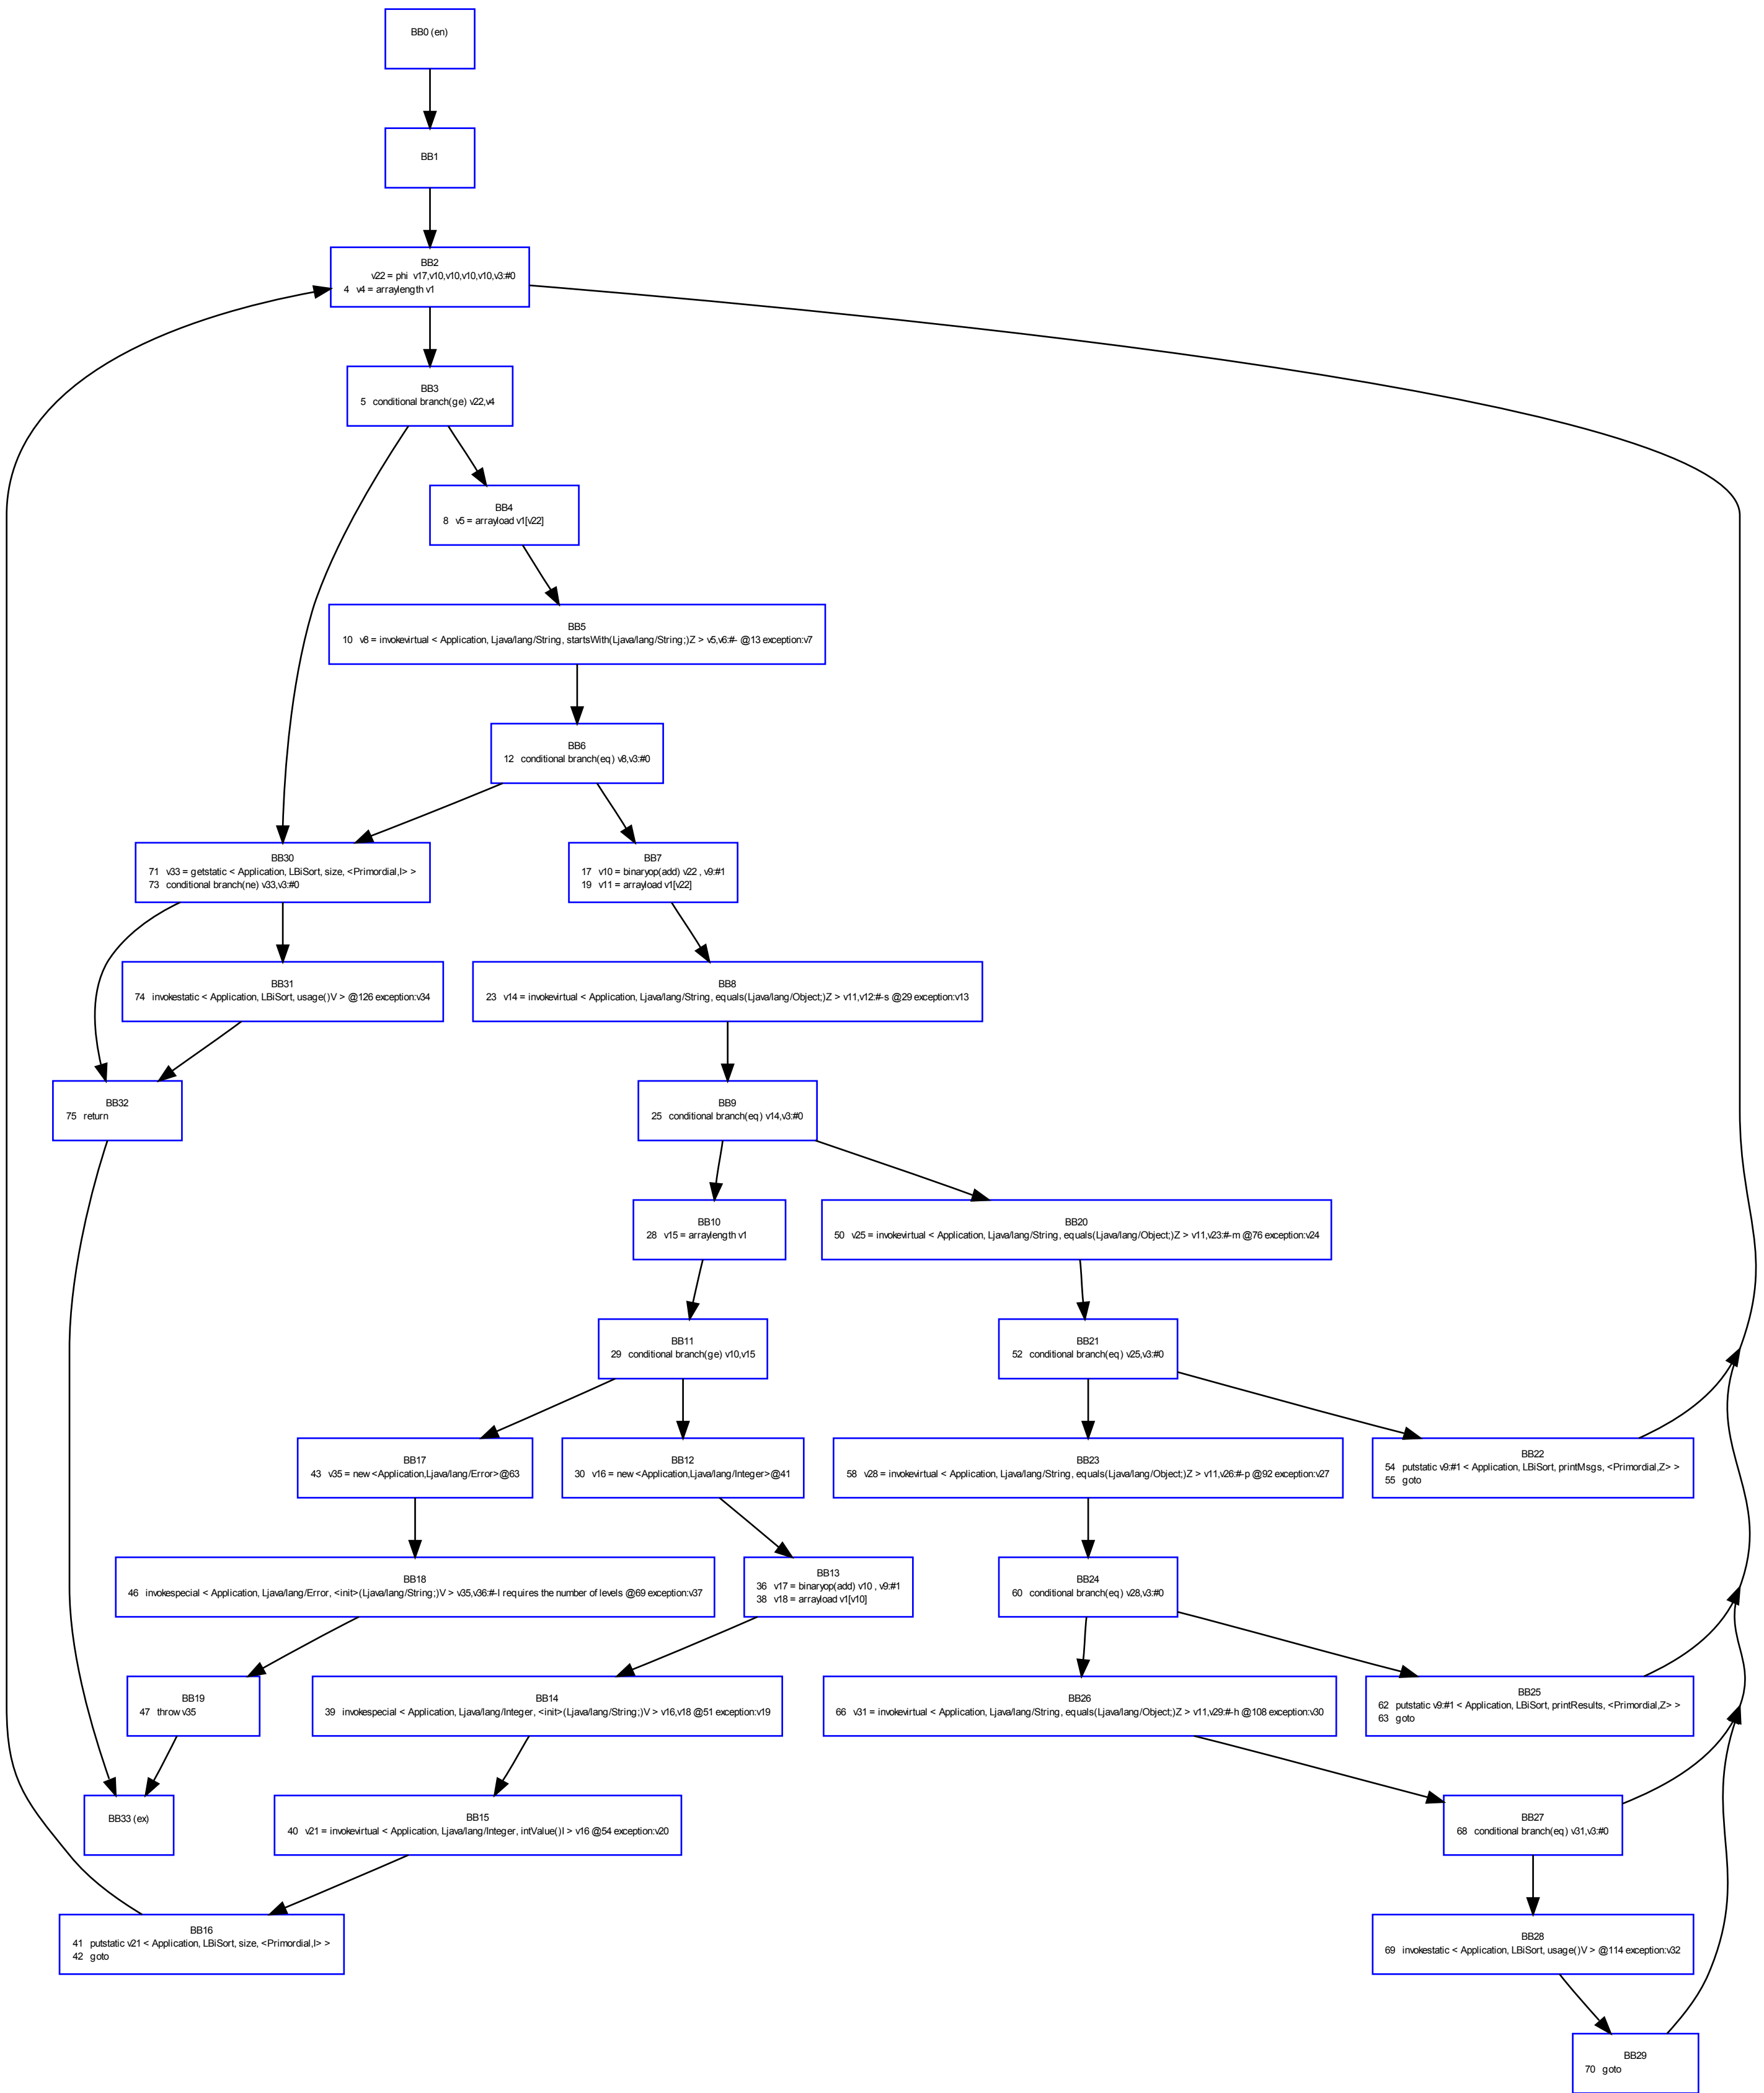 BB0 (en)
BB1
BB2
v22 = phi v17,v10,v10,v10,v10,v3:#0
4 v4 = arraylength v1
BB3
5 conditional branch(ge) v22,v4
BB4
8 v5 = arrayload v1[v22]
BB5
10 v8 = invokevirtual < Application, Ljava/lang/String, startsWith(Ljava/lang/String;)Z > v5,v6:#- @13 exception:v7
BB6
12 conditional branch(eq) v8,v3:#0
BB30
71 v33 = getstatic < Application, LBiSort, size, <Primordial,I> >
73 conditional branch(ne) v33,v3:#0
BB7
17 v10 = binaryop(add) v22 , v9:#1
19 v11 = arrayload v1[v22]
BB31
74 invokestatic < Application, LBiSort, usage()V > @126 exception:v34
BB8
23 v14 = invokevirtual < Application, Ljava/lang/String, equals(Ljava/lang/Object;)Z > v11,v12:#-s @29 exception:v13
BB32
75 return
BB9
25 conditional branch(eq) v14,v3:#0
BB10
28 v15 = arraylength v1
BB20
50 v25 = invokevirtual < Application, Ljava/lang/String, equals(Ljava/lang/Object;)Z > v11,v23:#-m @76 exception:v24
BB11
29 conditional branch(ge) v10,v15
BB21
52 conditional branch(eq) v25,v3:#0
BB17
43 v35 = new <Application,Ljava/lang/Error>@63
BB12
30 v16 = new <Application,Ljava/lang/Integer>@41
BB23
58 v28 = invokevirtual < Application, Ljava/lang/String, equals(Ljava/lang/Object;)Z > v11,v26:#-p @92 exception:v27
BB22
54 putstatic v9:#1 < Application, LBiSort, printMsgs, <Primordial,Z> >
55 goto
BB18
46 invokespecial < Application, Ljava/lang/Error, <init>(Ljava/lang/String;)V > v35,v36:#-l requires the number of levels @69 exception:v37
BB13
36 v17 = binaryop(add) v10 , v9:#1
38 v18 = arrayload v1[v10]
BB24
60 conditional branch(eq) v28,v3:#0
BB19
47 throw v35
BB14
39 invokespecial < Application, Ljava/lang/Integer, <init>(Ljava/lang/String;)V > v16,v18 @51 exception:v19
BB26
66 v31 = invokevirtual < Application, Ljava/lang/String, equals(Ljava/lang/Object;)Z > v11,v29:#-h @108 exception:v30
BB25
62 putstatic v9:#1 < Application, LBiSort, printResults, <Primordial,Z> >
63 goto
BB33 (ex)
BB15
40 v21 = invokevirtual < Application, Ljava/lang/Integer, intValue()I > v16 @54 exception:v20
BB27
68 conditional branch(eq) v31,v3:#0
BB16
41 putstatic v21 < Application, LBiSort, size, <Primordial,I> >
42 goto
BB28
69 invokestatic < Application, LBiSort, usage()V > @114 exception:v32
BB29
70 goto